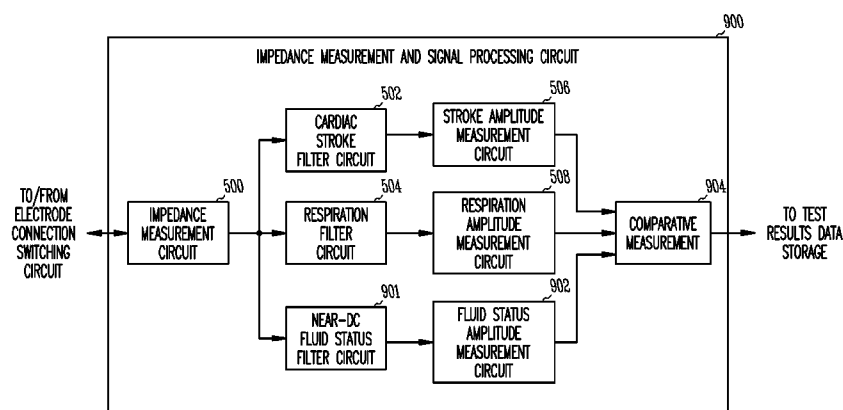 900
IMPEDANCE MEASUREMENT AND SIGNAL PROCESSING CIRCUIT
502
CARDIAC
STROKE
FILTER CIRCUIT
506
STROKE AMPLITUDE
MEASUREMENT
CIRCUIT
TO/FROM
ELECTRODE
CONNECTION
SWITCHING
CIRCUIT
500
IMPEDANCE
MEASUREMENT
CIRCUIT
504
RESPIRATION
FILTER
CIRCUIT
508
RESPIRATION
AMPLITUDE
MEASUREMENT
CIRCUIT
904
COMPARATIVE
MEASUREMENT
TO TEST
RESULTS DATA
STORAGE
901
NEAR-DC
FLUID STATUS
FILTER CIRCUIT
902
FLUID STATUS
AMPLITUDE
MEASUREMENT
CIRCUIT